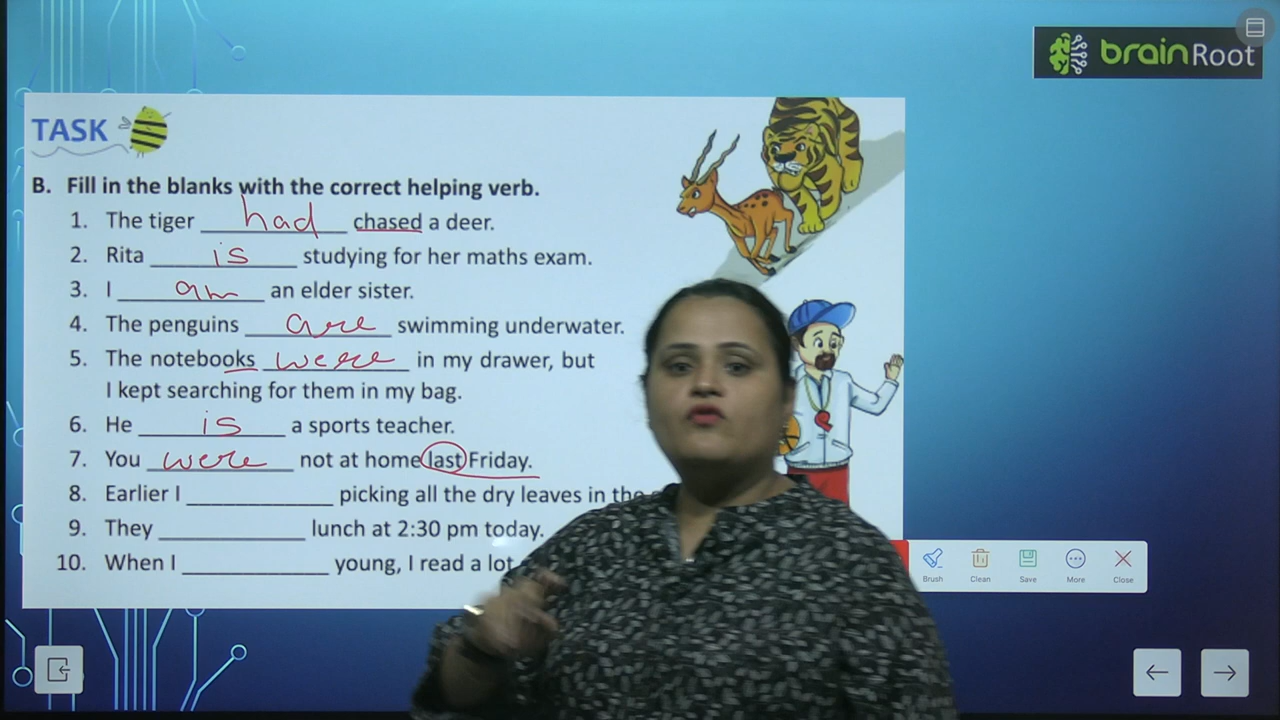 brainRoot
TASK
B. Fill in the blanks with the correct helping verb.
1. The tiger had chased a deer.
2. Rita is studying for her maths exam.
3. I am an elder sister.
4. The penguins are swimming underwater.
5. The notebooks were in my drawer, but
I kept searching for them in my bag.
6. He is a sports teacher.
7. You were not at home last Friday.
8. Earlier I ____________ picking all the dry leaves in the
9. They ____________ lunch at 2:30 pm today.
10. When I ____________ young, I read a lot
Brush Clean Save More Close